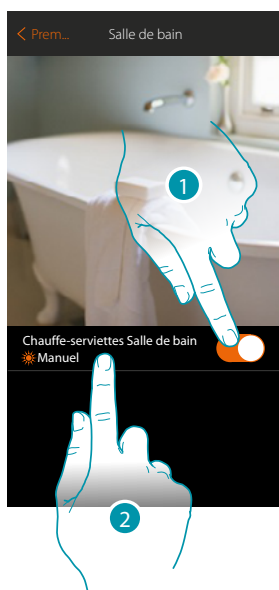 < Prem... Salle de bain
1
Chauffe-serviettes Salle de bain
Manuel
2